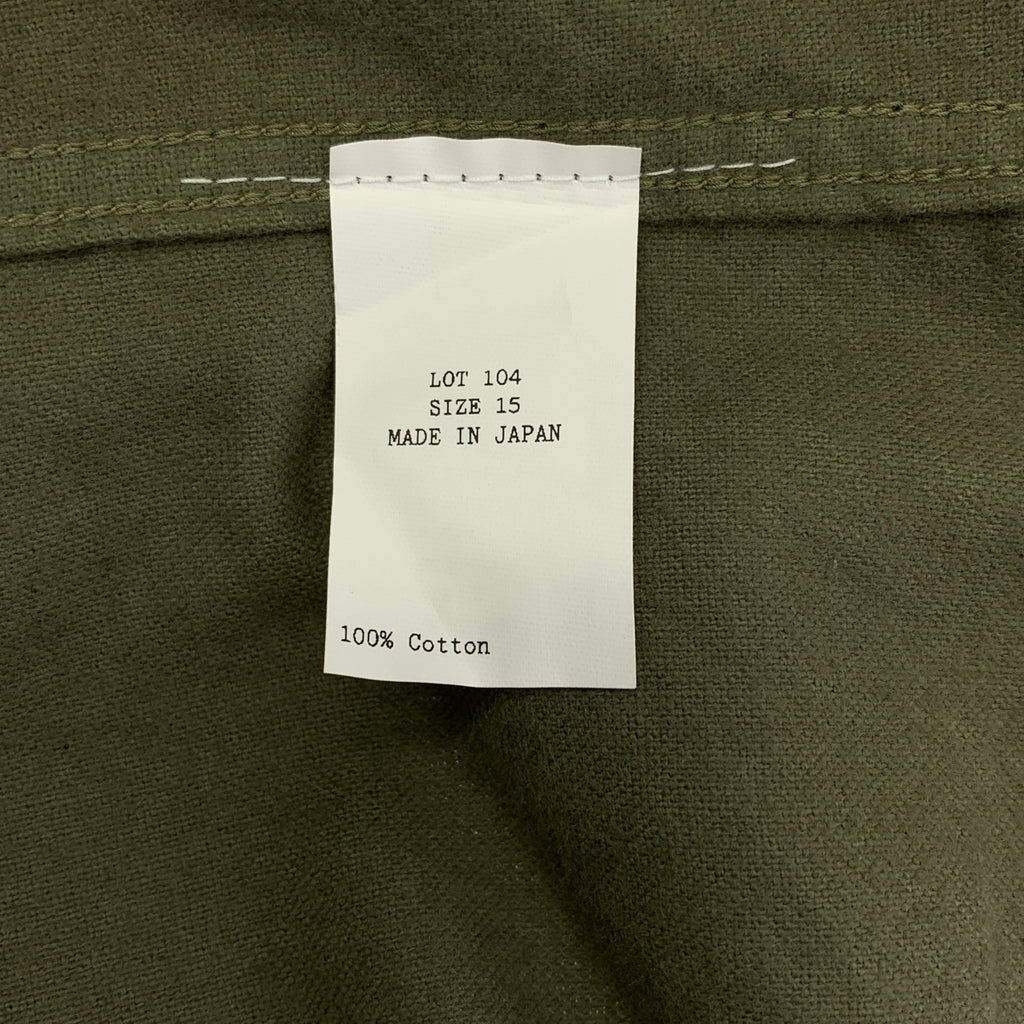 LOT 104
SIZE 15
MADE IN JAPAN
100% Cotton